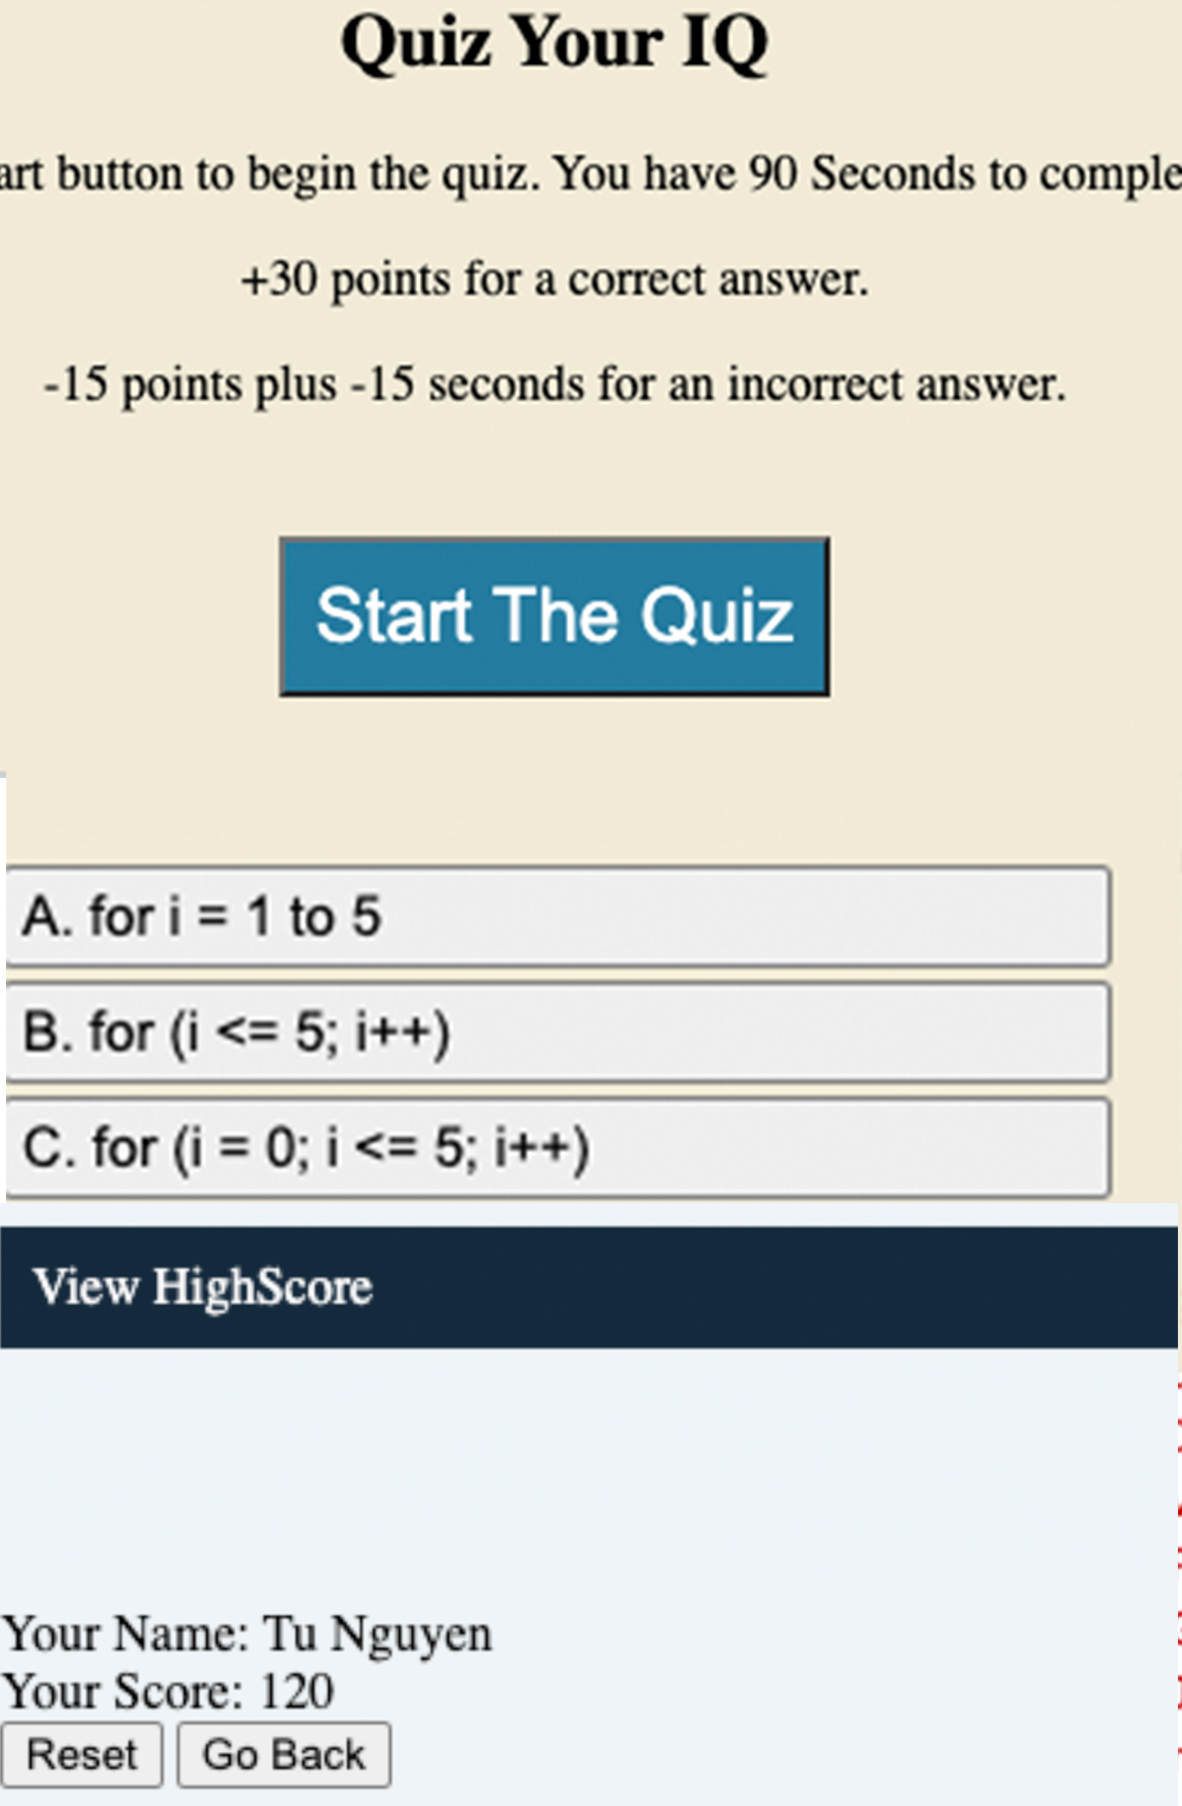 Quiz Your IQ
art button to begin the quiz. You have 90 Seconds to comple
+30 points for a correct answer.
-15 points plus -15 seconds for an incorrect answer.
Start The Quiz
A. for i = 1 to 5
B. for (i <= 5; i++)
C. for (i = 0; i <= 5; i++)
View HighScore
Your Name: Tu Nguyen
Your Score: 120
Reset Go Back